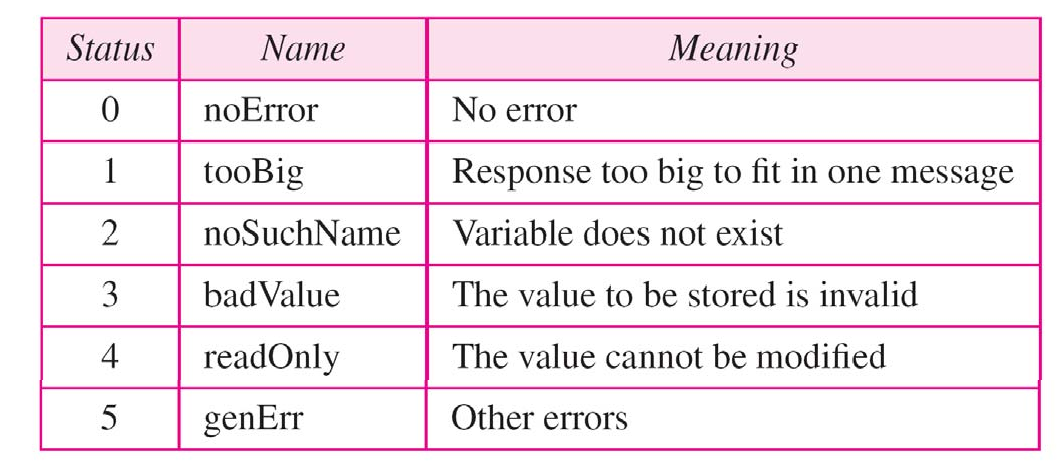 Status Name Meaning
0 noError No error
1 tooBig Response too big to fit in one message
2 noSuchName Variable does not exist
3 badValue The value to be stored is invalid
4 readOnly The value cannot be modified
5 genErr Other errors